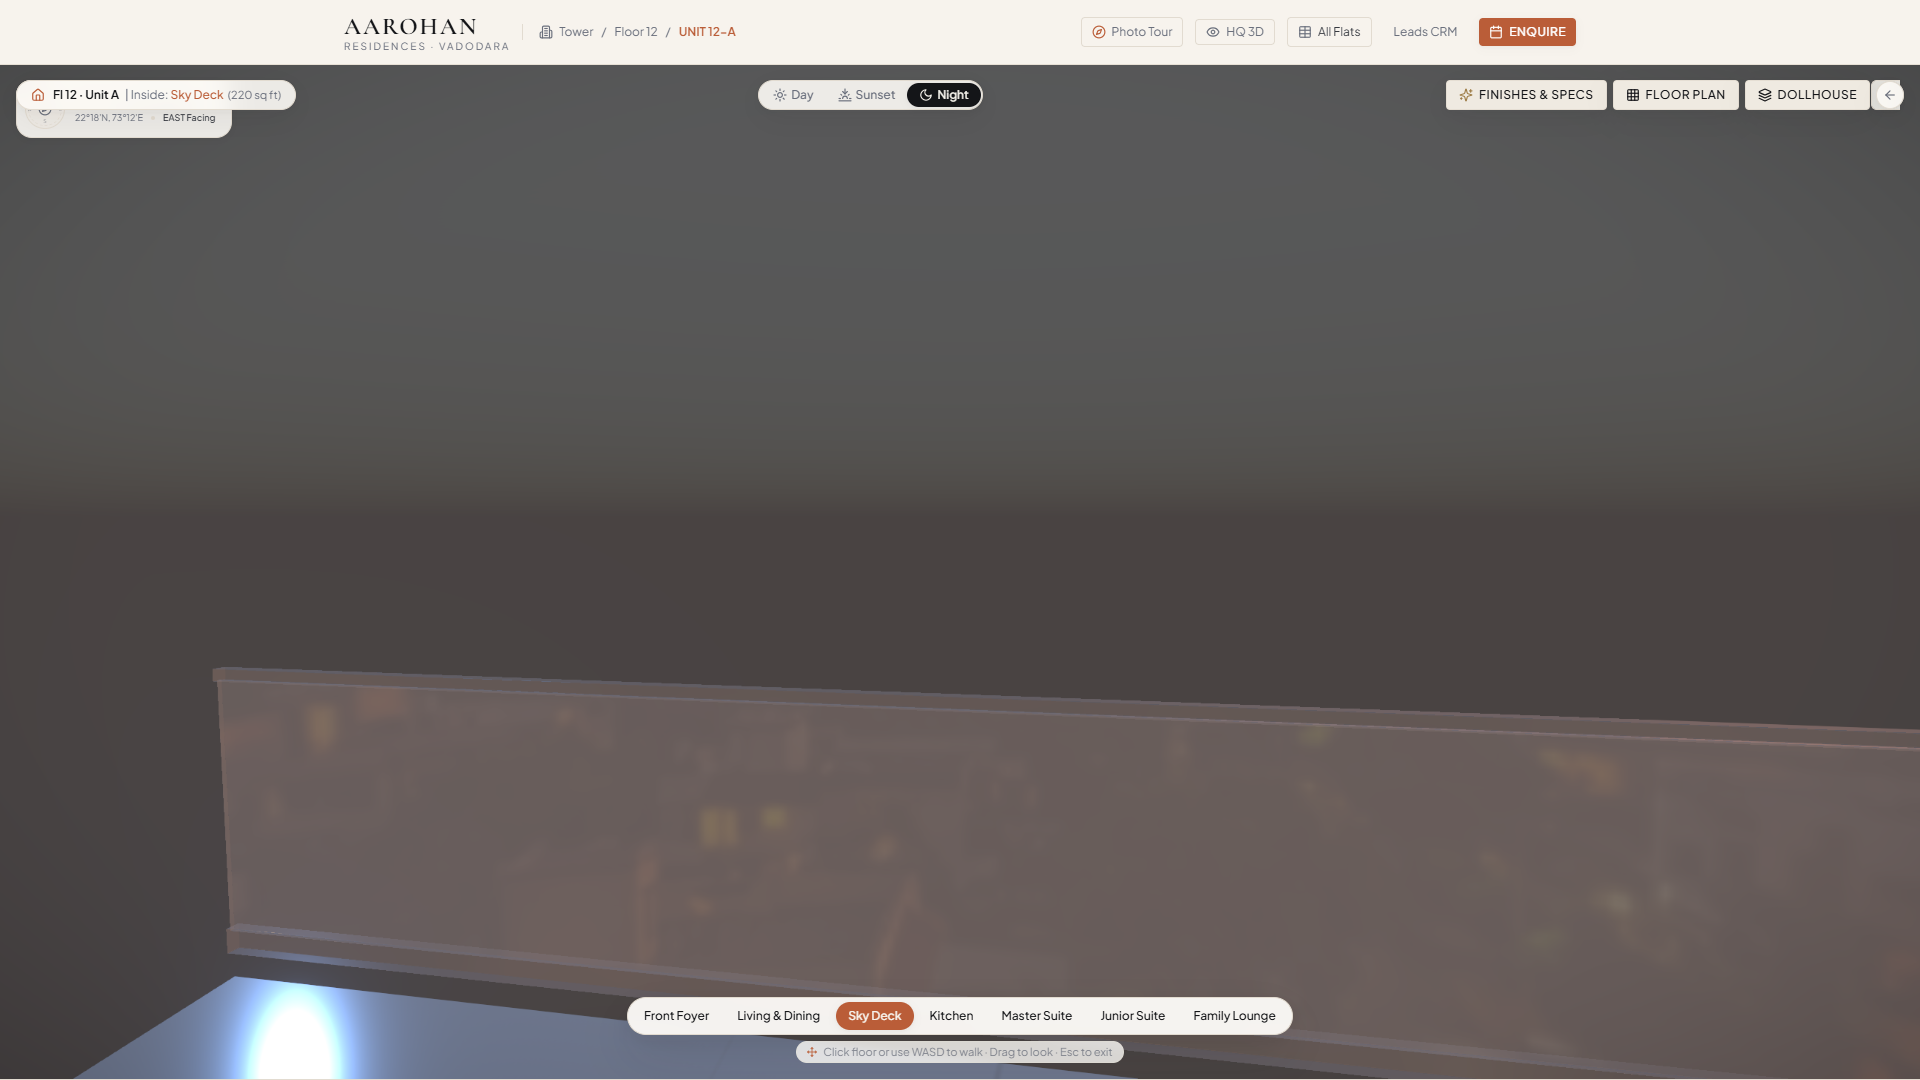 AAROHAN
RESIDENCES · VADODARA
Tower / Floor 12 / UNIT 12-A
Photo Tour
HQ 3D
All Flats
Leads CRM
ENQUIRE
Fl 12 · Unit A | Inside: Sky Deck (220 sq ft)
22°18'N, 73°12'E EAST Facing
Day
Sunset
Night
FINISHES & SPECS
FLOOR PLAN
DOLLHOUSE
Front Foyer
Living & Dining
Sky Deck
Kitchen
Master Suite
Junior Suite
Family Lounge
Click floor or use WASD to walk · Drag to look · Esc to exit